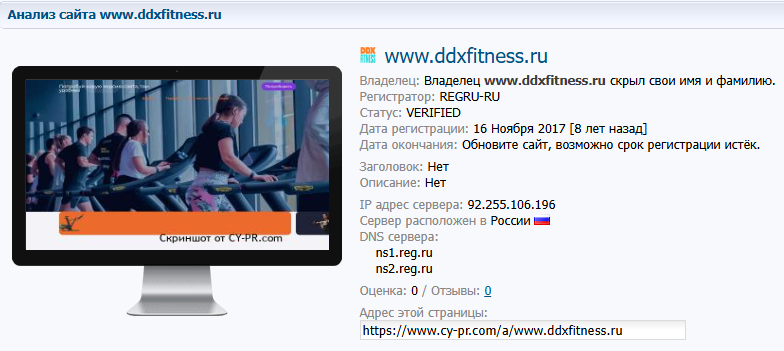 Анализ сайта www.ddxfitness.ru
DDX
FITNESS
www.ddxfitness.ru
Владелец: Владелец www.ddxfitness.ru скрыл свои имя и фамилию.
Регистратор: REGRU-RU
Статус: VERIFIED
Дата регистрации: 16 Ноября 2017 [8 лет назад]
Дата окончания: Обновите сайт, возможно срок регистрации истёк.
Заголовок: Нет
Описание: Нет
IP адрес сервера: 92.255.106.196
Сервер расположен в России
DNS сервера:
ns1.reg.ru
ns2.reg.ru
Оценка: 0 / Отзывы: 0
Адрес этой страницы:
https://www.cy-pr.com/a/www.ddxfitness.ru
Скриншот от CY-PR.com